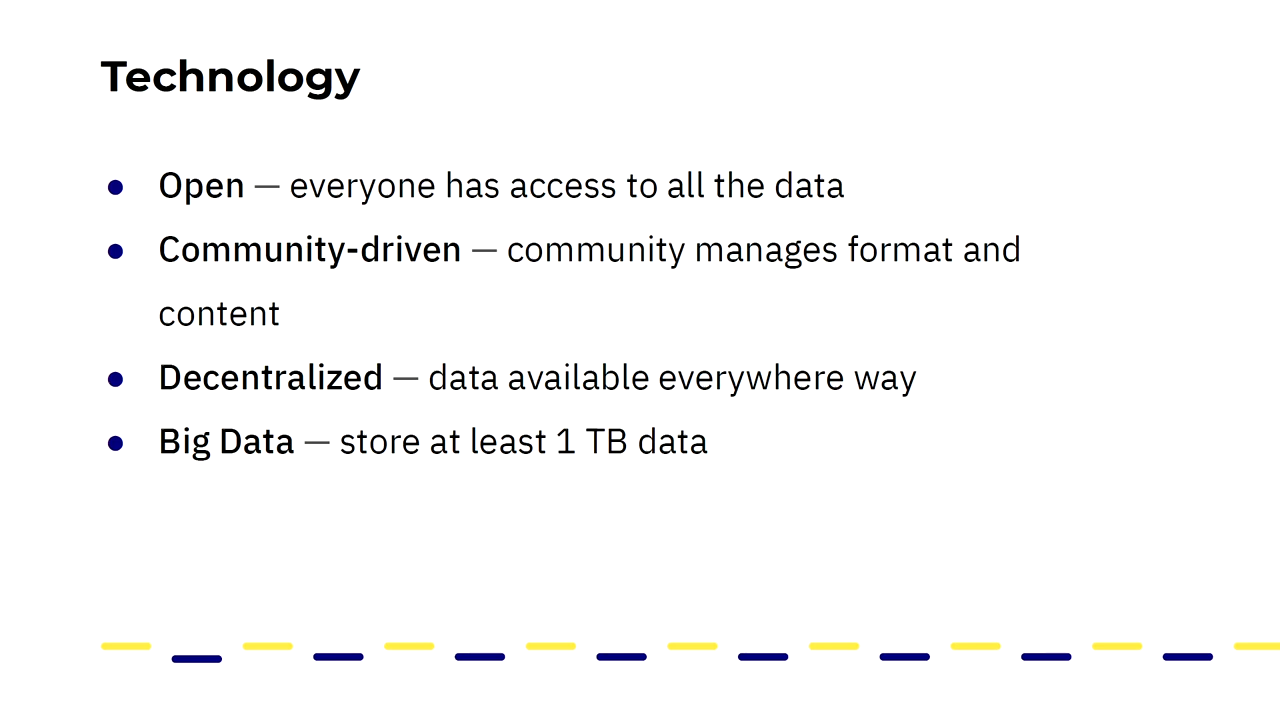 Technology
● Open — everyone has access to all the data
● Community-driven — community manages format and
content
● Decentralized — data available everywhere way
● Big Data — store at least 1 TB data